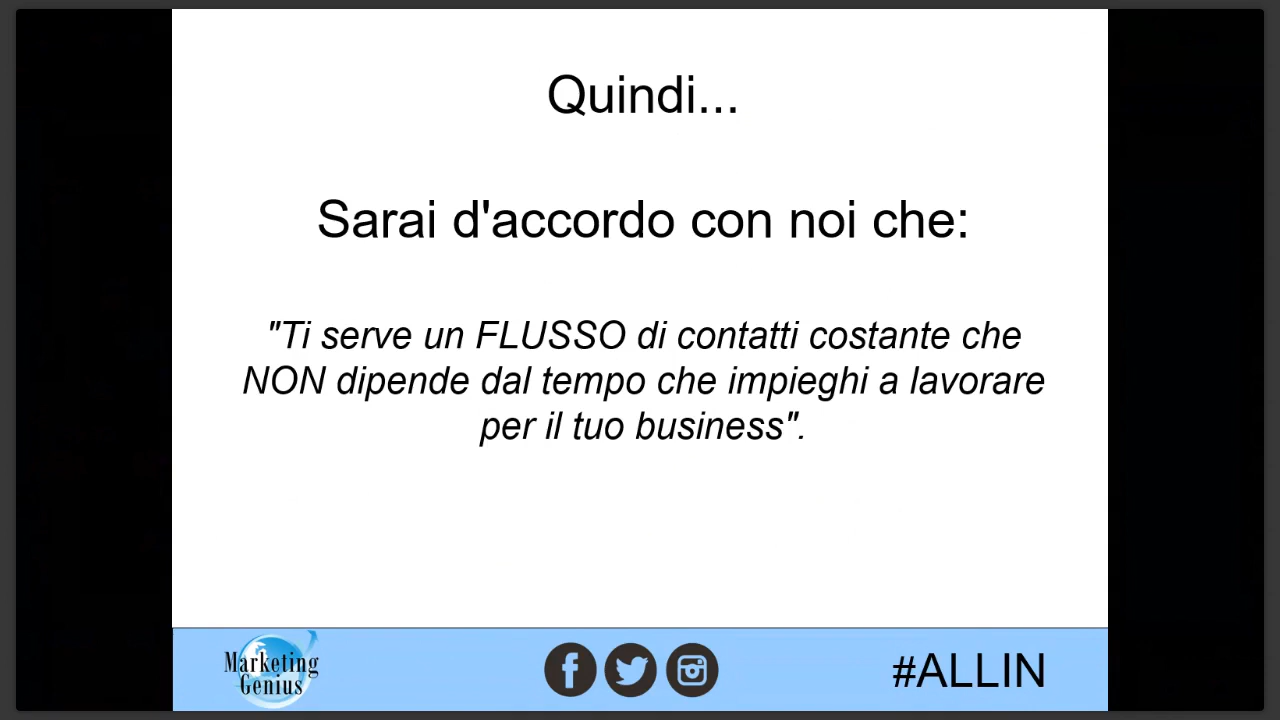 Quindi...
Sarai d'accordo con noi che:
"Ti serve un FLUSSO di contatti costante che
NON dipende dal tempo che impieghi a lavorare
per il tuo business".
Marketing
Genius
#ALLIN